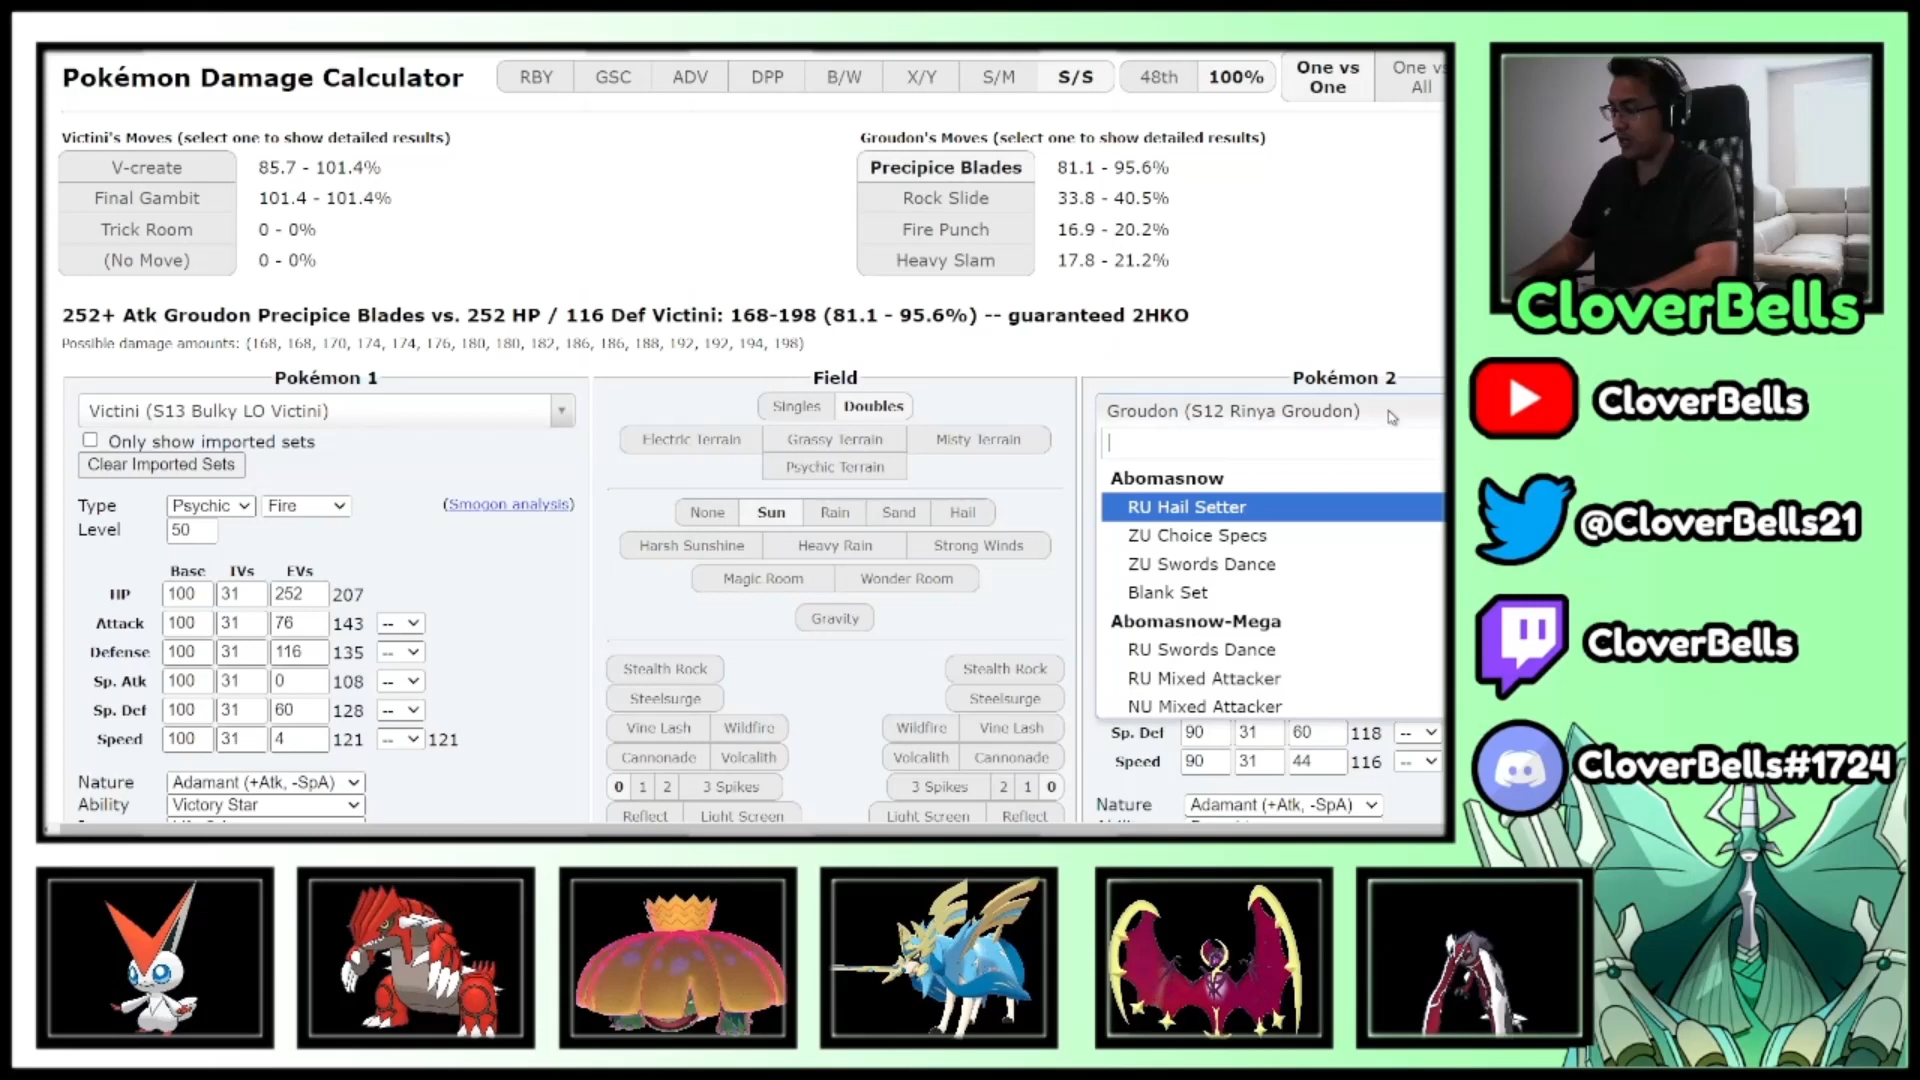 Pokémon Damage Calculator
RBY GSC ADV DPP B/W X/Y S/M S/S 48th 100% One vs One One vs All
Victini's Moves (select one to show detailed results)
V-create 85.7 - 101.4%
Final Gambit 101.4 - 101.4%
Trick Room 0 - 0%
(No Move) 0 - 0%
Groudon's Moves (select one to show detailed results)
Precipice Blades 81.1 - 95.6%
Rock Slide 33.8 - 40.5%
Fire Punch 16.9 - 20.2%
Heavy Slam 17.8 - 21.2%
252+ Atk Groudon Precipice Blades vs. 252 HP / 116 Def Victini: 168-198 (81.1 - 95.6%) -- guaranteed 2HKO
Possible damage amounts: (168, 168, 170, 174, 174, 176, 180, 180, 182, 186, 186, 188, 192, 192, 194, 198)
Pokémon 1
Victini (S13 Bulky LO Victini)
Only show imported sets
Clear Imported Sets
Type Psychic Fire (Smogon analysis)
Level 50
Base IVs EVs
HP 100 31 252 207
Attack 100 31 76 143 --
Defense 100 31 116 135 --
Sp. Atk 100 31 0 108 --
Sp. Def 100 31 60 128 --
Speed 100 31 4 121 -- 121
Nature Adamant (+Atk, -SpA)
Ability Victory Star
Field
Singles Doubles
Electric Terrain Grassy Terrain Misty Terrain
Psychic Terrain
None Sun Rain Sand Hail
Harsh Sunshine Heavy Rain Strong Winds
Magic Room Wonder Room
Gravity
Stealth Rock Stealth Rock
Steelsurge Steelsurge
Vine Lash Wildfire Wildfire Vine Lash
Cannonade Volcalith Volcalith Cannonade
0 1 2 3 Spikes 3 Spikes 2 1 0
Reflect Light Screen Light Screen Reflect
Pokémon 2
Groudon (S12 Rinya Groudon)
Abomasnow
RU Hail Setter
ZU Choice Specs
ZU Swords Dance
Blank Set
Abomasnow-Mega
RU Swords Dance
RU Mixed Attacker
NU Mixed Attacker
Sp. Def 90 31 60 118 --
Speed 90 31 44 116 --
Nature Adamant (+Atk, -SpA)
CloverBells
CloverBells
@CloverBells21
CloverBells
CloverBells#1724